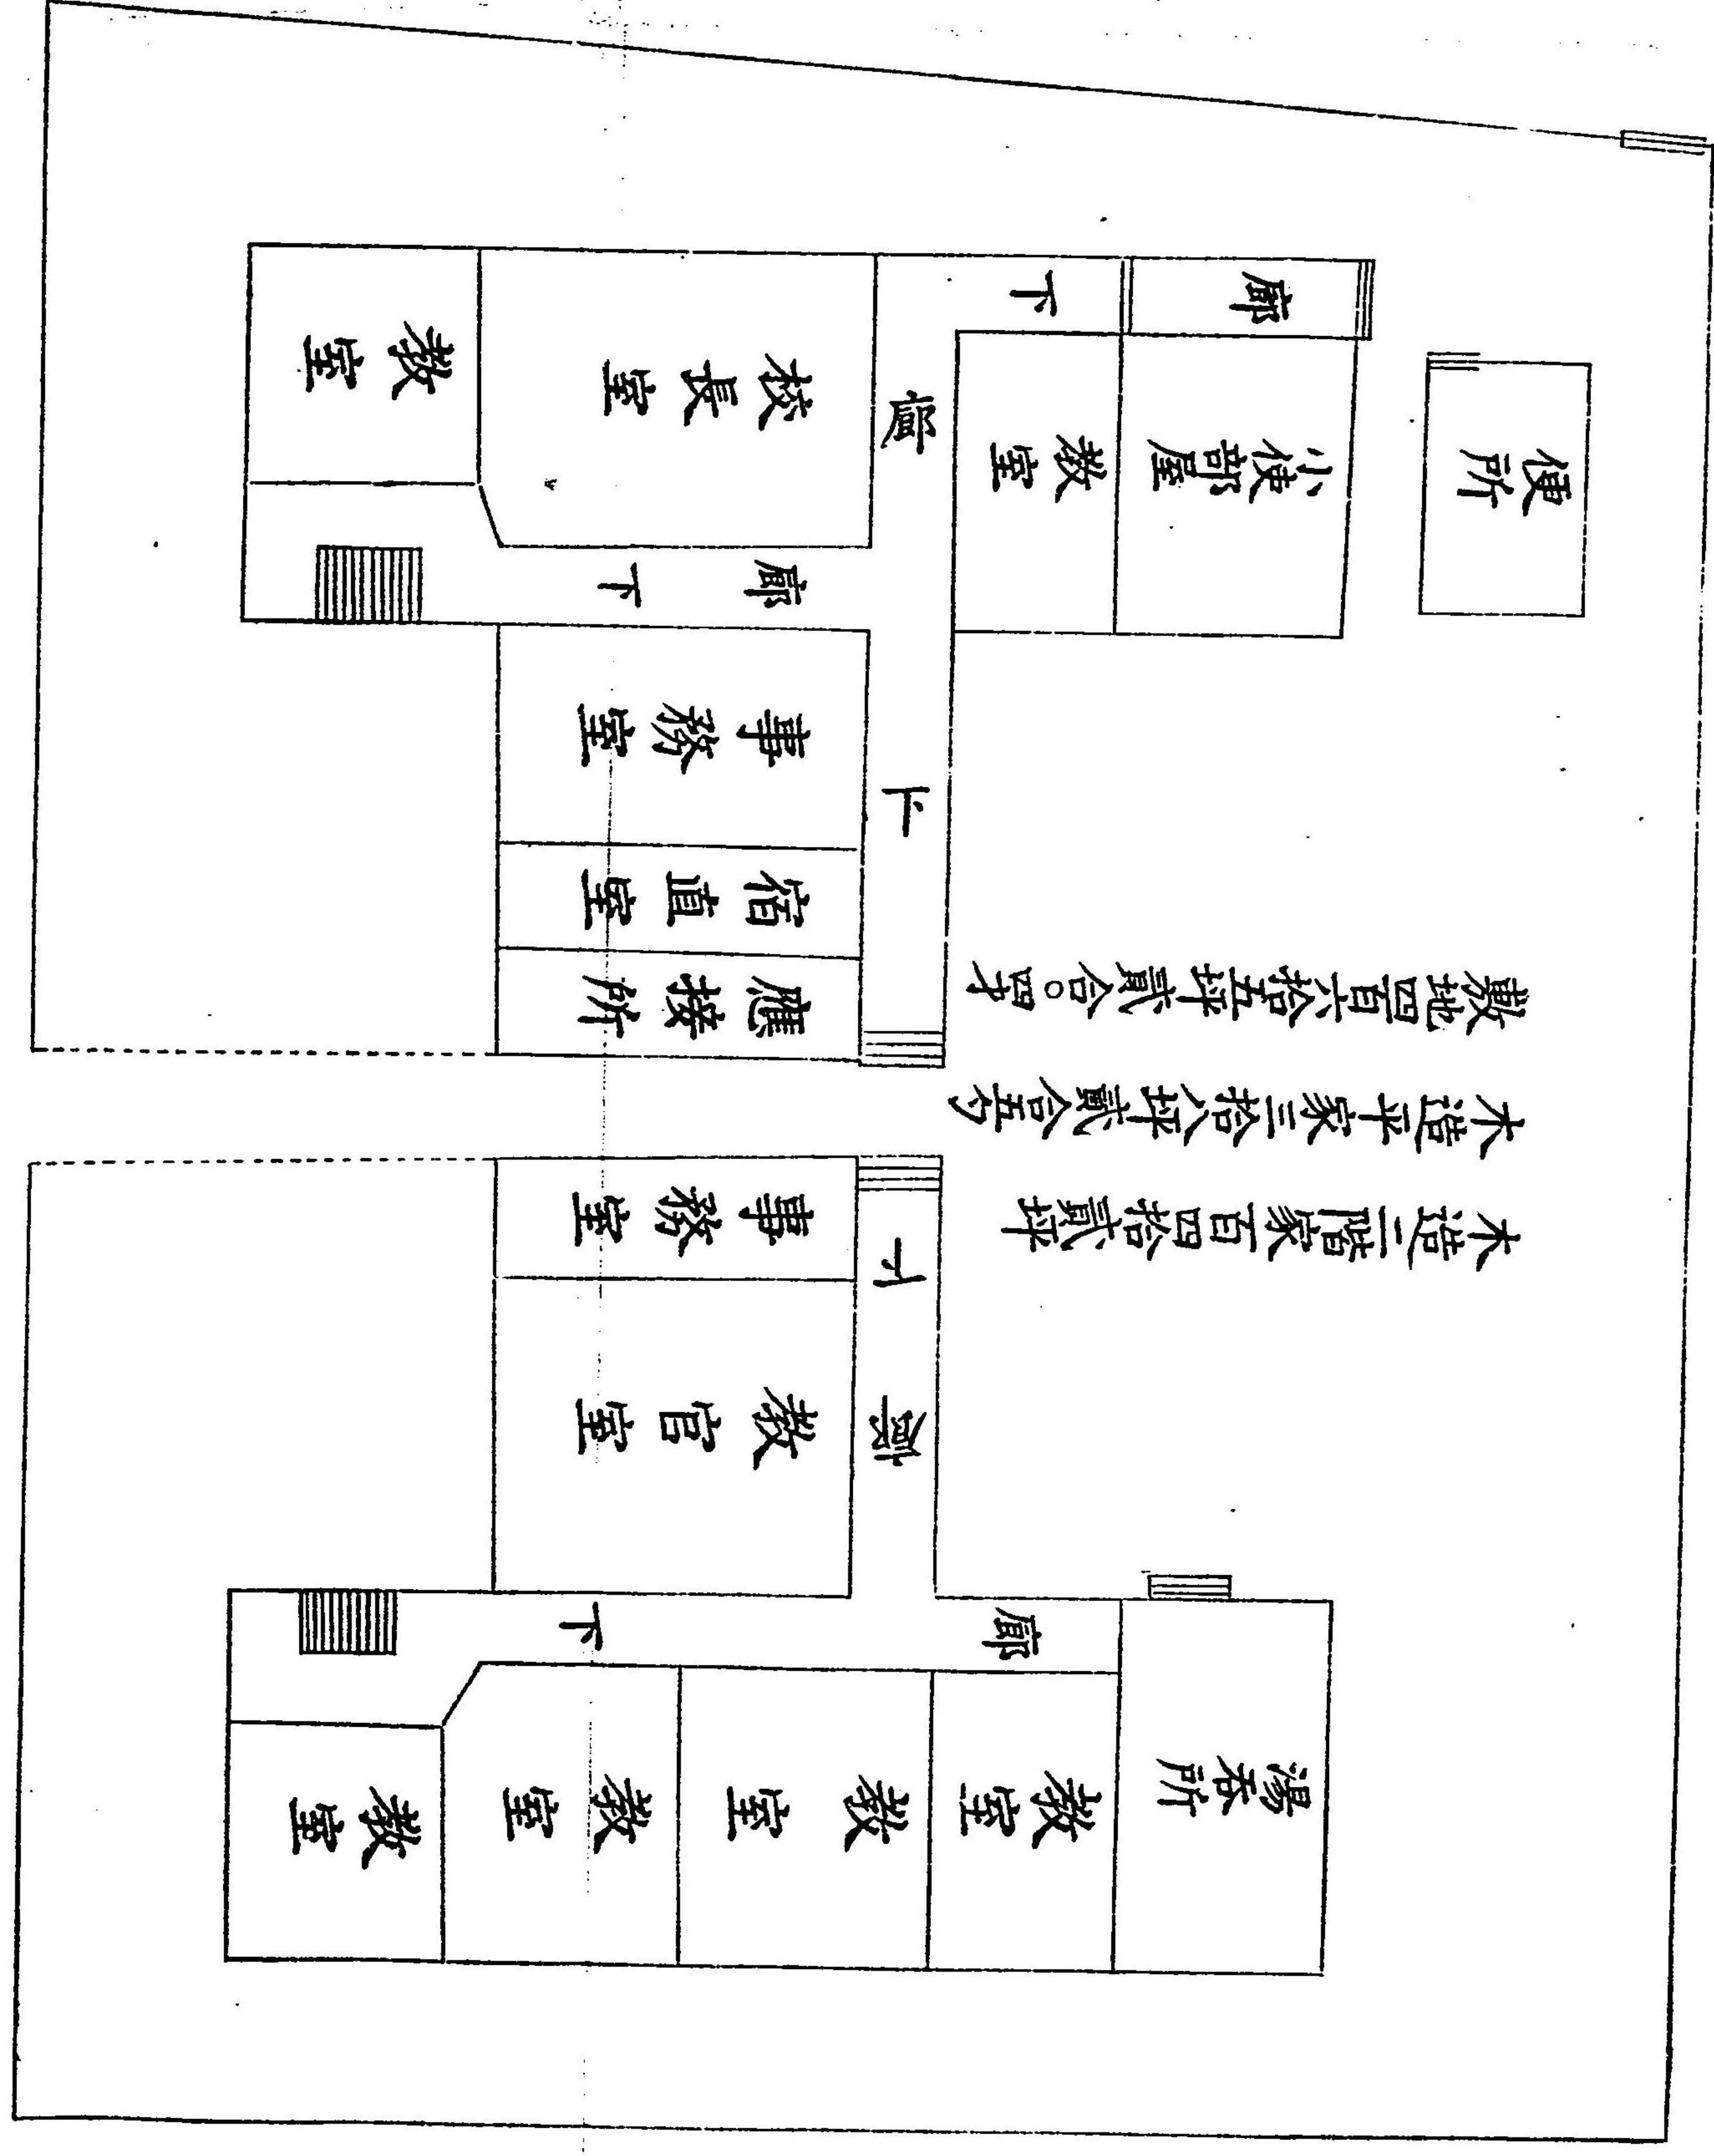 便所
廊下
小使部屋
教室
廊下
校長室
教室
廊下
事務室
宿直室
應接所
敷地四百六拾五坪貳合〇四才
木造平家三拾八坪貳合五勺
木造二階家百四拾貳坪
事務室
教官室
廊下
廊下
湯呑所
教室
教室
教室
教室